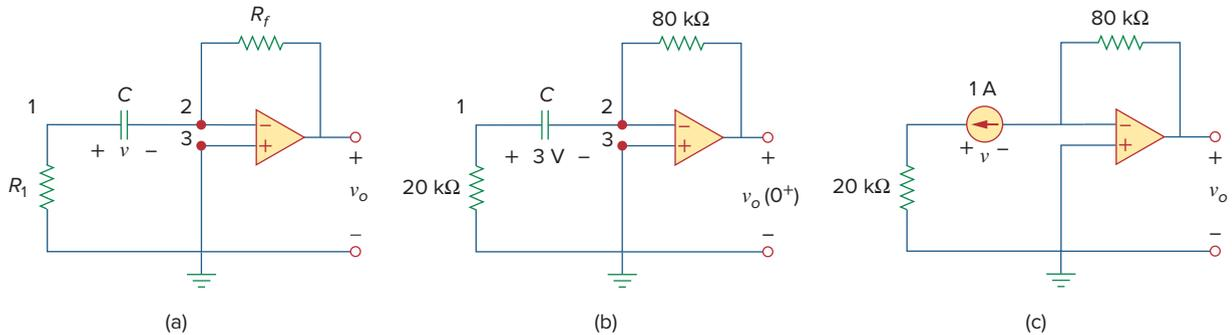 R_f
1
C
2
3
+ v −
R_1
−
+
+
v_o
−
(a)
80 kΩ
1
C
2
3
+ 3 V −
20 kΩ
−
+
+
v_o (0^+)
−
(b)
80 kΩ
1 A
+ v −
20 kΩ
−
+
+
v_o
−
(c)